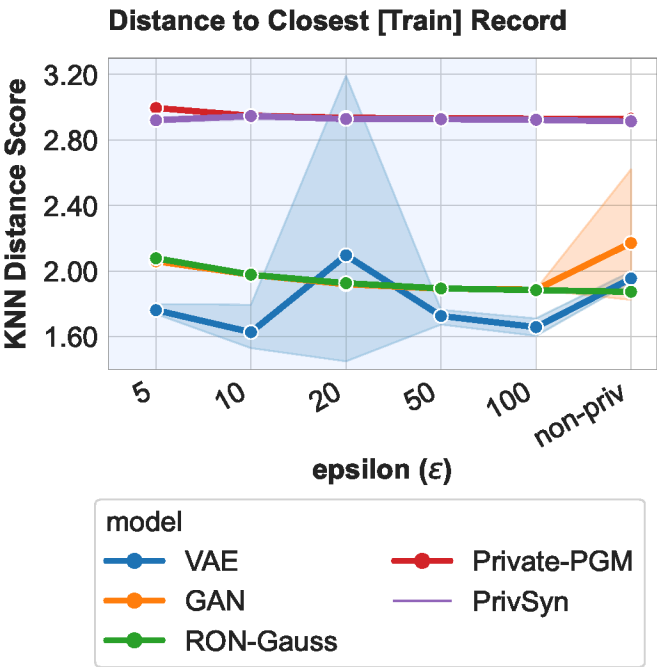 Distance to Closest [Train] Record
KNN Distance Score
3.20
2.80
2.40
2.00
1.60
5
10
20
50
100
non-priv
epsilon (ε)
model
VAE
GAN
RON-Gauss
Private-PGM
PrivSyn